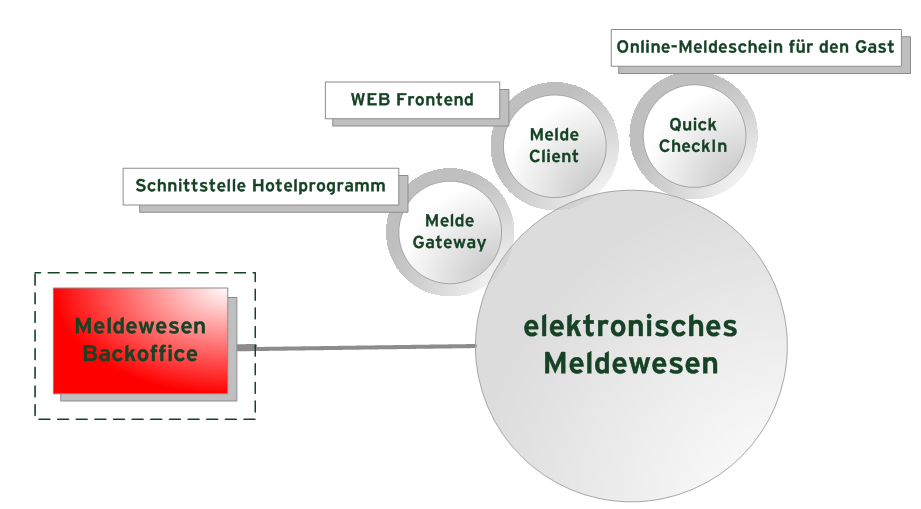 Online-Meldeschein für den Gast
WEB Frontend
Quick
CheckIn
Melde
Client
Schnittstelle Hotelprogramm
Melde
Gateway
Meldewesen
Backoffice
elektronisches
Meldewesen